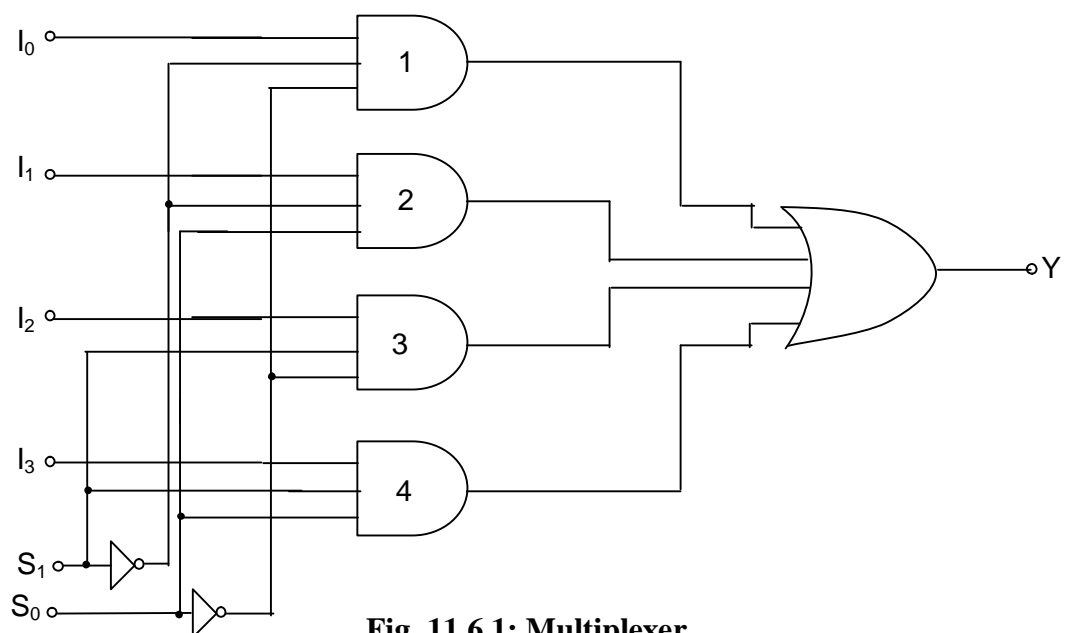 I₀
1
I₁
2
Y
I₂
3
I₃
4
S₁
S₀
Fig. 11.6.1: Multiplexer